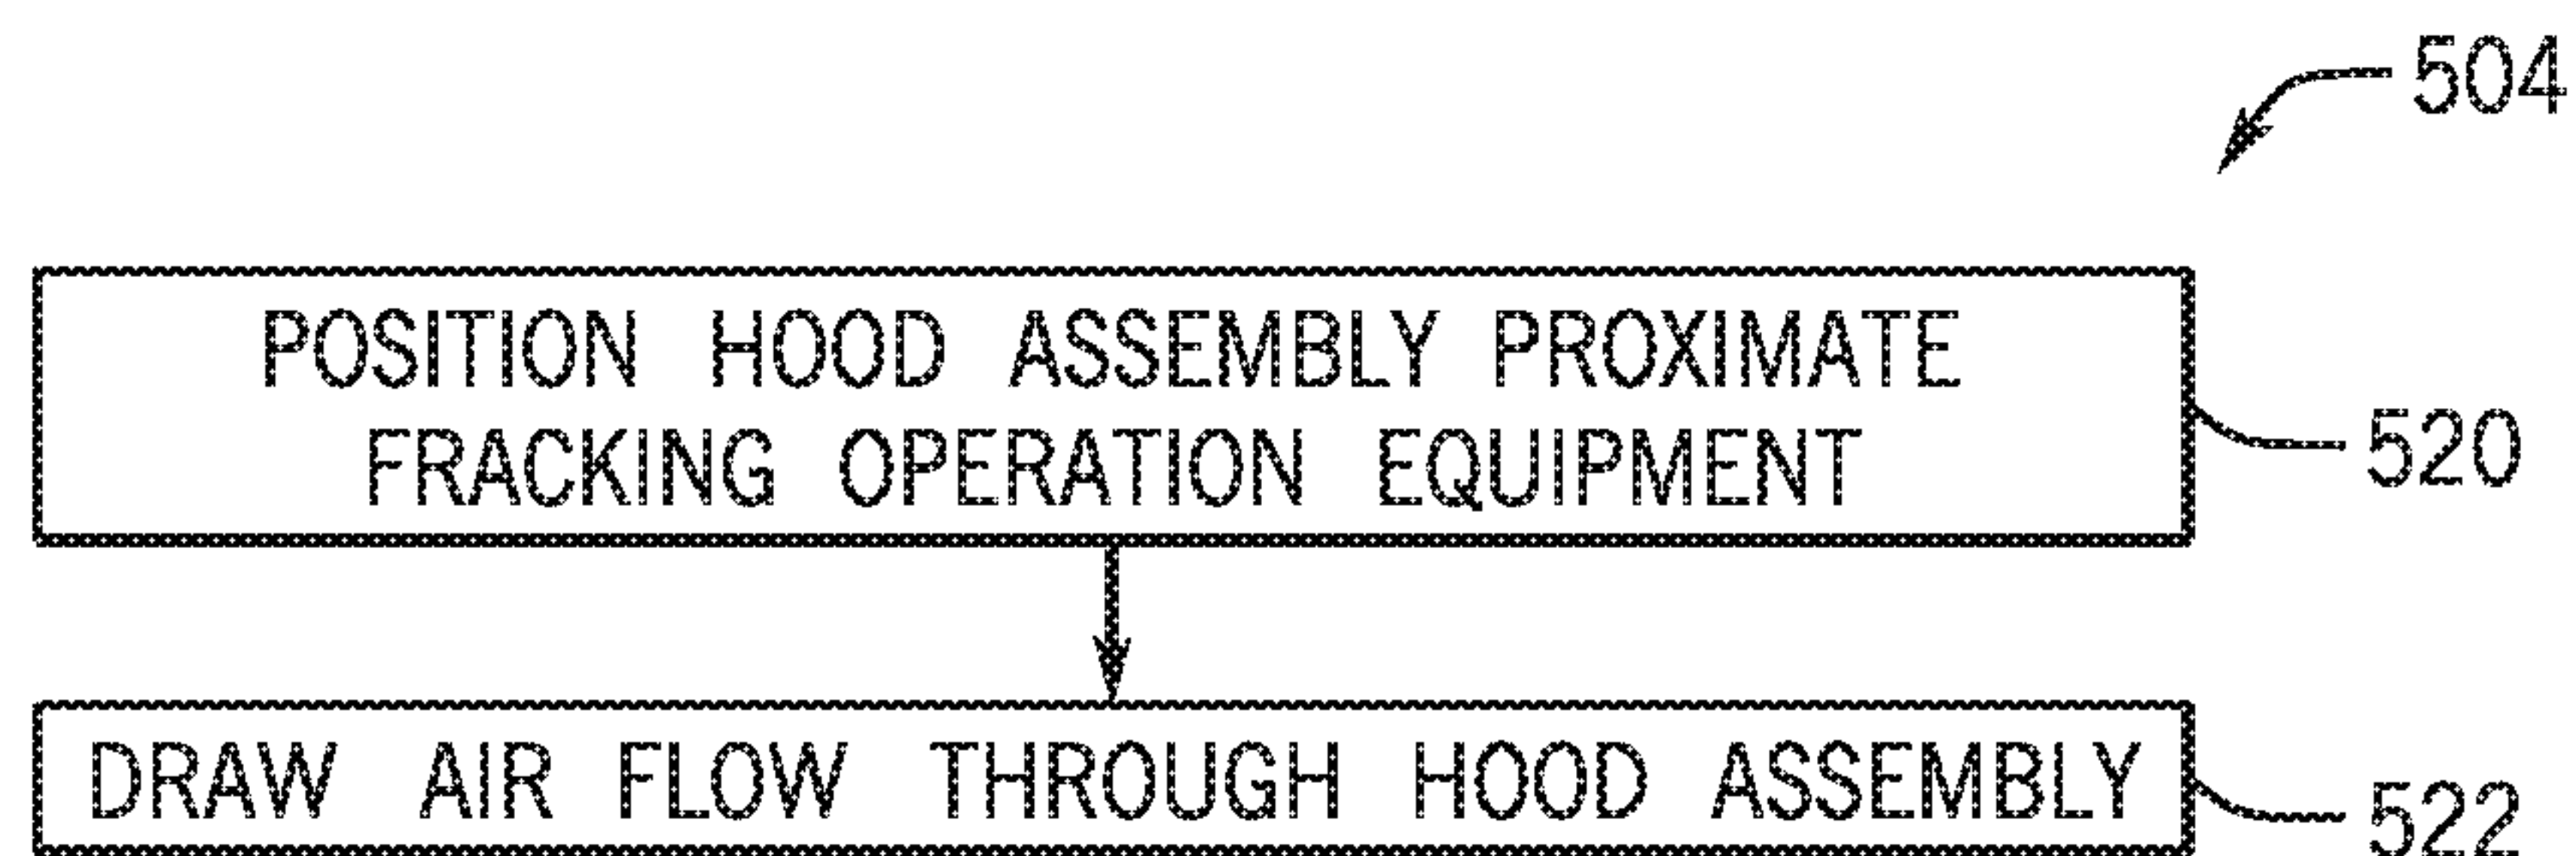 504
POSITION HOOD ASSEMBLY PROXIMATE
FRACKING OPERATION EQUIPMENT
520
DRAW AIR FLOW THROUGH HOOD ASSEMBLY
522